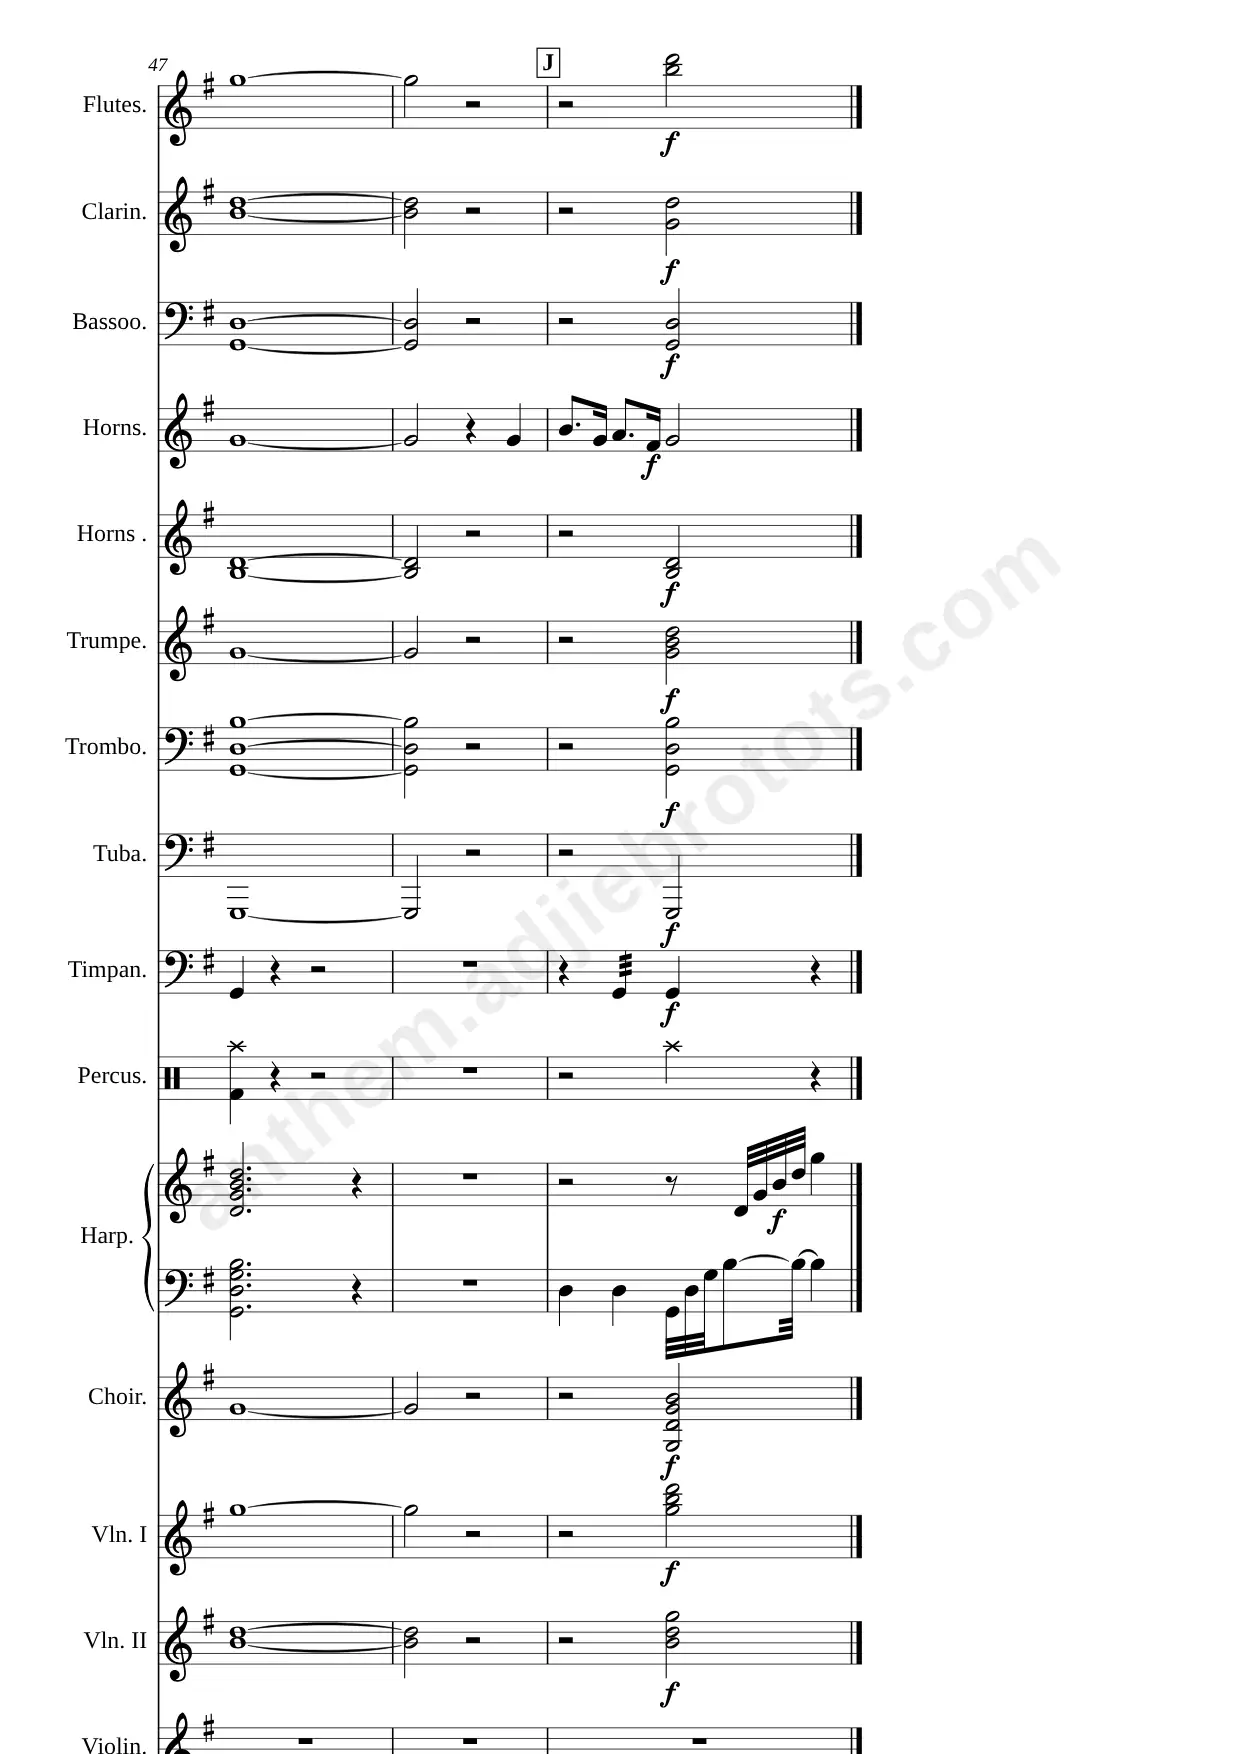 47
J
Flutes.
f
Clarin.
f
Bassoo.
f
Horns.
f
Horns .
f
Trumpe.
f
Trombo.
f
Tuba.
f
Timpan.
f
Percus.
Harp.
f
Choir.
f
Vln. I
f
Vln. II
f
Violin.
anthem.adjiebrotots.com